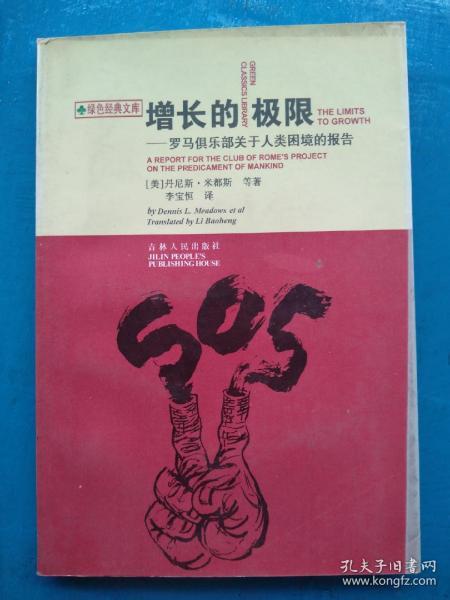 绿色经典文库
GREEN
CLASSICS LIBRARY
增长的极限
THE LIMITS
TO GROWTH
——罗马俱乐部关于人类困境的报告
A REPORT FOR THE CLUB OF ROME'S PROJECT
ON THE PREDICAMENT OF MANKIND
[美]丹尼斯·米都斯 等著
李宝恒 译
by Dennis L. Meadows et al
Translated by Li Baoheng
吉林人民出版社
JILIN PEOPLE'S
PUBLISHING HOUSE
SOS
孔夫子旧书网
www.kongfz.com